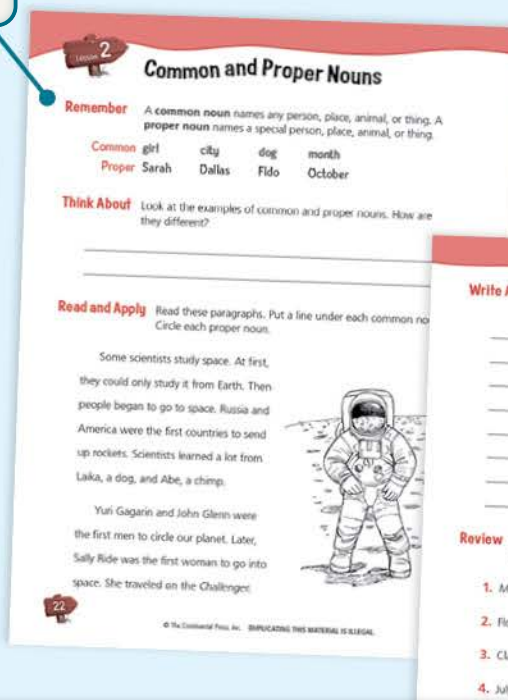 Lesson 2
Common and Proper Nouns
Remember A common noun names any person, place, animal, or thing. A
proper noun names a special person, place, animal, or thing.
Common girl city dog month
Proper Sarah Dallas Fido October
Think About Look at the examples of common and proper nouns. How are
they different?
Read and Apply Read these paragraphs. Put a line under each common no
Circle each proper noun.
Some scientists study space. At first,
they could only study it from Earth. Then
people began to go to space. Russia and
America were the first countries to send
up rockets. Scientists learned a lot from
Laika, a dog, and Abe, a chimp.
Yuri Gagarin and John Glenn were
the first men to circle our planet. Later,
Sally Ride was the first woman to go into
space. She traveled on the Challenger.
22
© The Continental Press, Inc. DUPLICATING THIS MATERIAL IS ILLEGAL.
Write
Review
1. M
2. Fl
3. Cl
4. Jul